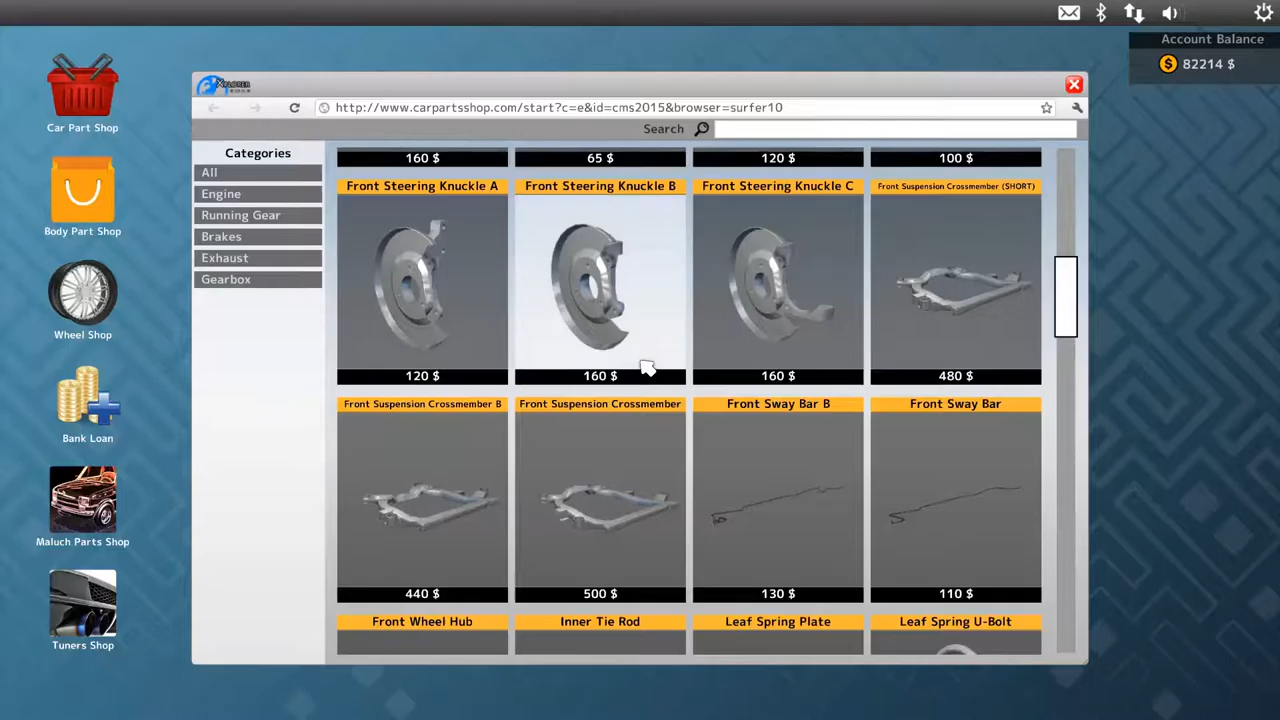 Account Balance
$ 82214 $
Car Part Shop
Body Part Shop
Wheel Shop
Bank Loan
Maluch Parts Shop
Tuners Shop
XPLORER
http://www.carpartsshop.com/start?c=e&id=cms2015&browser=surfer10
Search
Categories
All
Engine
Running Gear
Brakes
Exhaust
Gearbox
160 $ 65 $ 120 $ 100 $
Front Steering Knuckle A Front Steering Knuckle B Front Steering Knuckle C Front Suspension Crossmember (SHORT)
120 $ 160 $ 160 $ 480 $
Front Suspension Crossmember B Front Suspension Crossmember Front Sway Bar B Front Sway Bar
440 $ 500 $ 130 $ 110 $
Front Wheel Hub Inner Tie Rod Leaf Spring Plate Leaf Spring U-Bolt